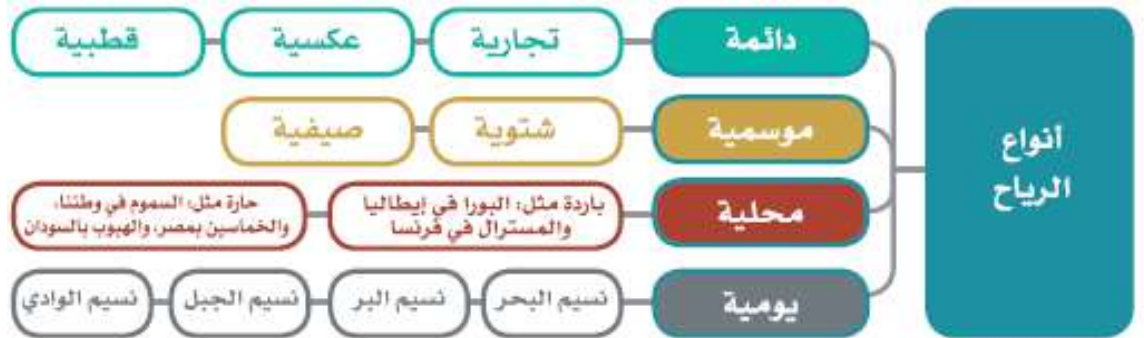 أنواع
الرياح
دائمة
تجارية
عكسية
قطبية
موسمية
شتوية
صيفية
محلية
باردة مثل: البورا في إيطاليا
والمسترال في فرنسا
حارة مثل: السموم في وطننا،
والخماسين بمصر، والهبوب بالسودان
يومية
نسيم البحر
نسيم البر
نسيم الجبل
نسيم الوادي